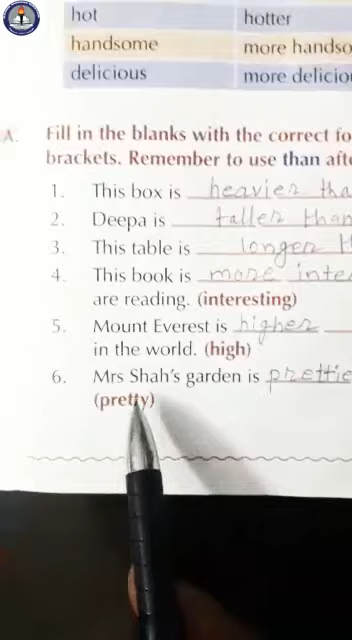 hot hotter
handsome more handso
delicious more delicio
A. Fill in the blanks with the correct fo
brackets. Remember to use than afte
1. This box is heavier tha
2. Deepa is taller than
3. This table is longer t
4. This book is more inte
are reading. (interesting)
5. Mount Everest is higher
in the world. (high)
6. Mrs Shah's garden is prettie
(pretty)